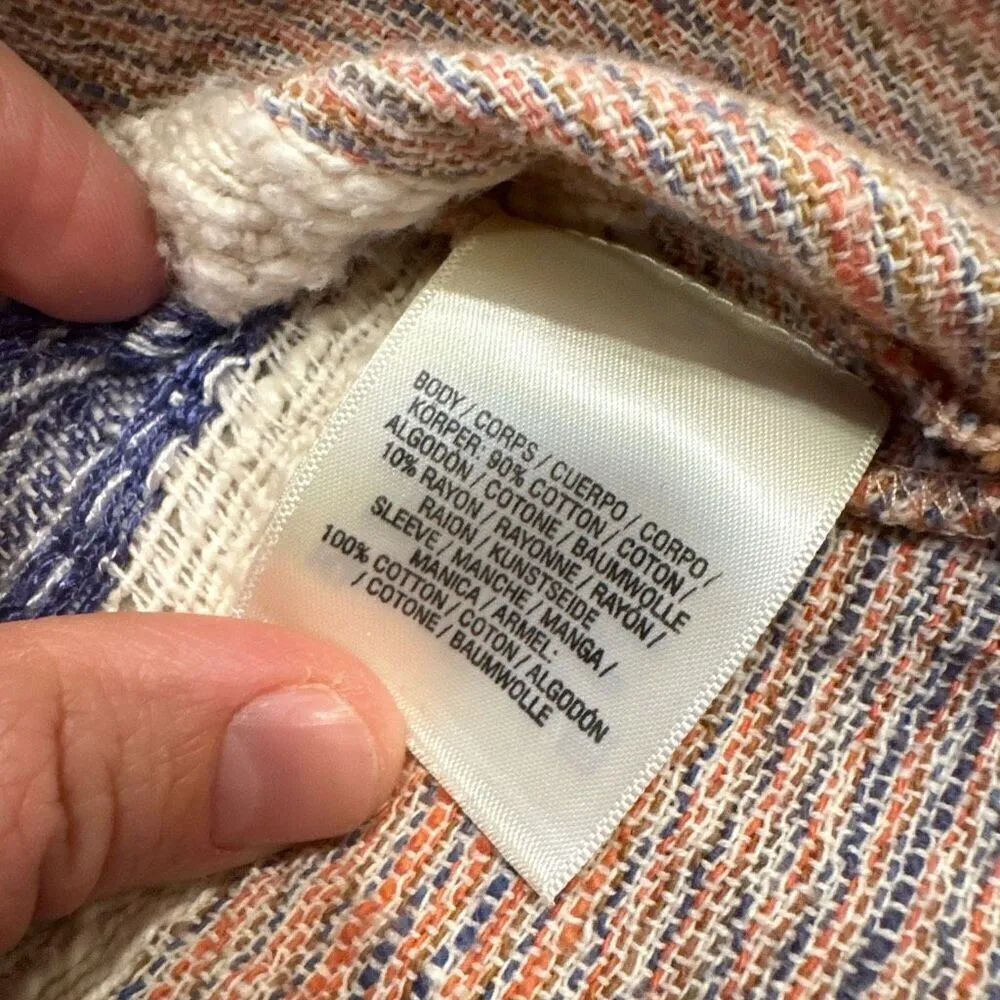 BODY / CORPS / CUERPO / CORPO /
KÖRPER: 90% COTTON / COTON /
ALGODÓN / COTONE / BAUMWOLLE
10% RAYON / RAYONNE / RAYÓN /
RAION / KUNSTSEIDE
SLEEVE / MANCHE / MANGA /
MANICA / ARMEL:
100% COTTON / COTON / ALGODÓN
/ COTONE / BAUMWOLLE